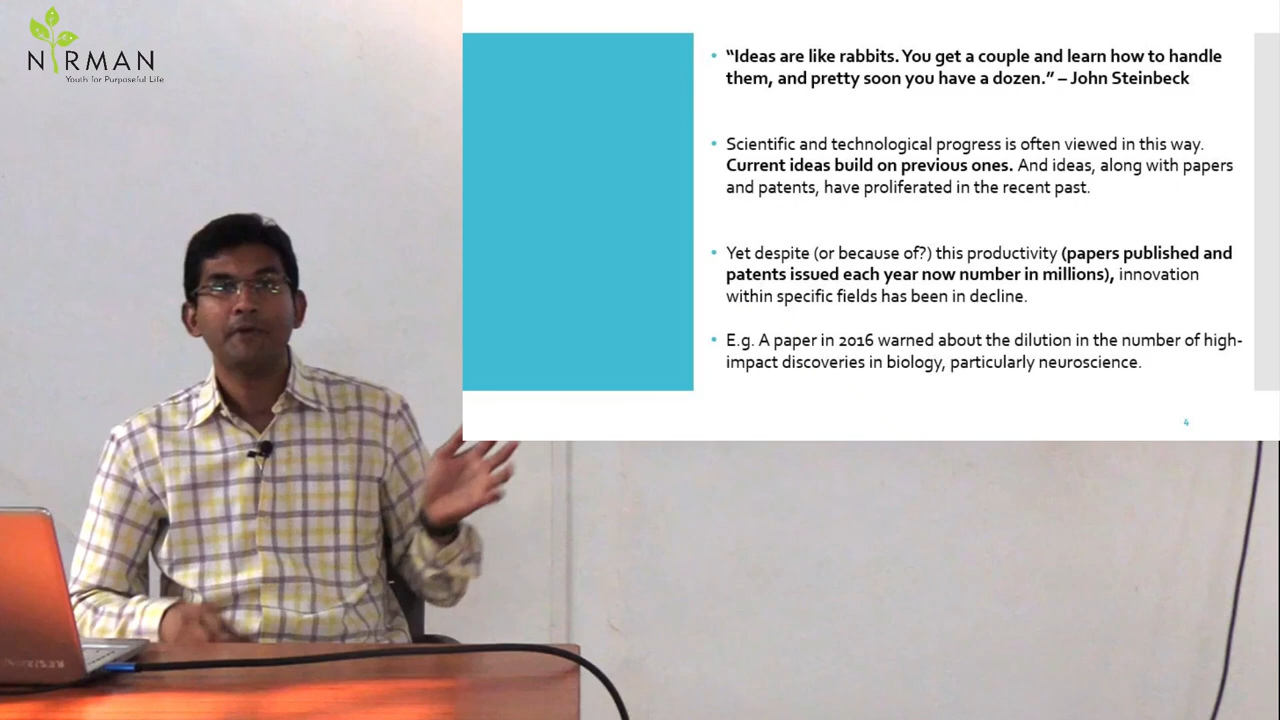 NIRMAN
Youth for Purposeful Life
“Ideas are like rabbits. You get a couple and learn how to handle
them, and pretty soon you have a dozen.” – John Steinbeck
Scientific and technological progress is often viewed in this way.
Current ideas build on previous ones. And ideas, along with papers
and patents, have proliferated in the recent past.
Yet despite (or because of?) this productivity (papers published and
patents issued each year now number in millions), innovation
within specific fields has been in decline.
E.g. A paper in 2016 warned about the dilution in the number of high-
impact discoveries in biology, particularly neuroscience.
4